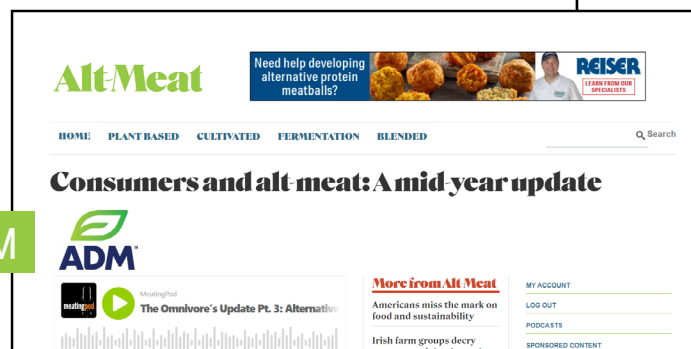 Alt-Meat
Need help developing
alternative protein
meatballs?
REISER
LEARN FROM OUR
SPECIALISTS
HOME PLANT BASED CULTIVATED FERMENTATION BLENDED
Search
Consumers and alt-meat: A mid-year update
M
ADM
meatingpod
MeatingPod
The Omnivore's Update Pt. 3: Alternative
More from Alt-Meat
Americans miss the mark on
food and sustainability
Irish farm groups decry
MY ACCOUNT
LOG OUT
PODCASTS
SPONSORED CONTENT